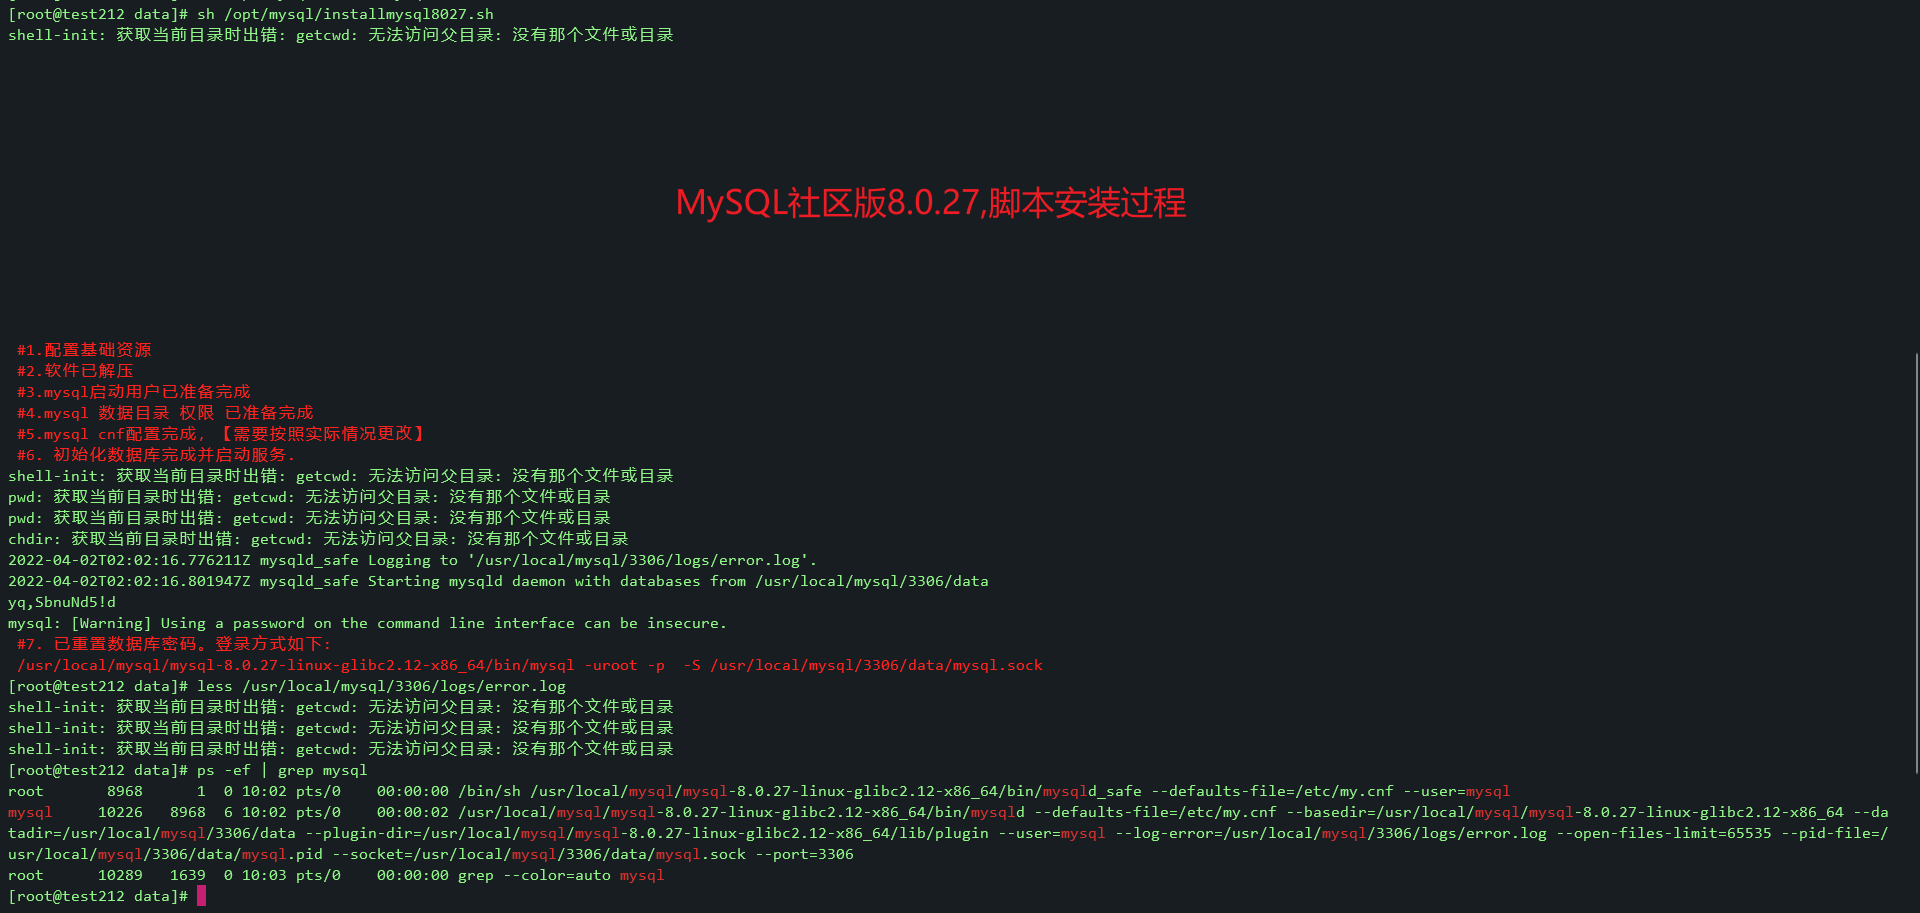 [root@test212 data]# sh /opt/mysql/installmysql8027.sh
shell-init: 获取当前目录时出错: getcwd: 无法访问父目录: 没有那个文件或目录
MySQL社区版8.0.27,脚本安装过程
#1.配置基础资源
#2.软件已解压
#3.mysql启动用户已准备完成
#4.mysql 数据目录 权限 已准备完成
#5.mysql cnf配置完成, 【需要按照实际情况更改】
#6. 初始化数据库完成并启动服务.
shell-init: 获取当前目录时出错: getcwd: 无法访问父目录: 没有那个文件或目录
pwd: 获取当前目录时出错: getcwd: 无法访问父目录: 没有那个文件或目录
pwd: 获取当前目录时出错: getcwd: 无法访问父目录: 没有那个文件或目录
chdir: 获取当前目录时出错: getcwd: 无法访问父目录: 没有那个文件或目录
2022-04-02T02:02:16.776211Z mysqld_safe Logging to '/usr/local/mysql/3306/logs/error.log'.
2022-04-02T02:02:16.801947Z mysqld_safe Starting mysqld daemon with databases from /usr/local/mysql/3306/data
yq,SbnuNd5!d
mysql: [Warning] Using a password on the command line interface can be insecure.
#7. 已重置数据库密码。登录方式如下:
/usr/local/mysql/mysql-8.0.27-linux-glibc2.12-x86_64/bin/mysql -uroot -p  -S /usr/local/mysql/3306/data/mysql.sock
[root@test212 data]# less /usr/local/mysql/3306/logs/error.log
shell-init: 获取当前目录时出错: getcwd: 无法访问父目录: 没有那个文件或目录
shell-init: 获取当前目录时出错: getcwd: 无法访问父目录: 没有那个文件或目录
shell-init: 获取当前目录时出错: getcwd: 无法访问父目录: 没有那个文件或目录
[root@test212 data]# ps -ef | grep mysql
root       8968      1  0 10:02 pts/0    00:00:00 /bin/sh /usr/local/mysql/mysql-8.0.27-linux-glibc2.12-x86_64/bin/mysqld_safe --defaults-file=/etc/my.cnf --user=mysql
mysql     10226   8968  6 10:02 pts/0    00:00:02 /usr/local/mysql/mysql-8.0.27-linux-glibc2.12-x86_64/bin/mysqld --defaults-file=/etc/my.cnf --basedir=/usr/local/mysql/mysql-8.0.27-linux-glibc2.12-x86_64 --da
tadir=/usr/local/mysql/3306/data --plugin-dir=/usr/local/mysql/mysql-8.0.27-linux-glibc2.12-x86_64/lib/plugin --user=mysql --log-error=/usr/local/mysql/3306/logs/error.log --open-files-limit=65535 --pid-file=/
usr/local/mysql/3306/data/mysql.pid --socket=/usr/local/mysql/3306/data/mysql.sock --port=3306
root      10289   1639  0 10:03 pts/0    00:00:00 grep --color=auto mysql
[root@test212 data]#